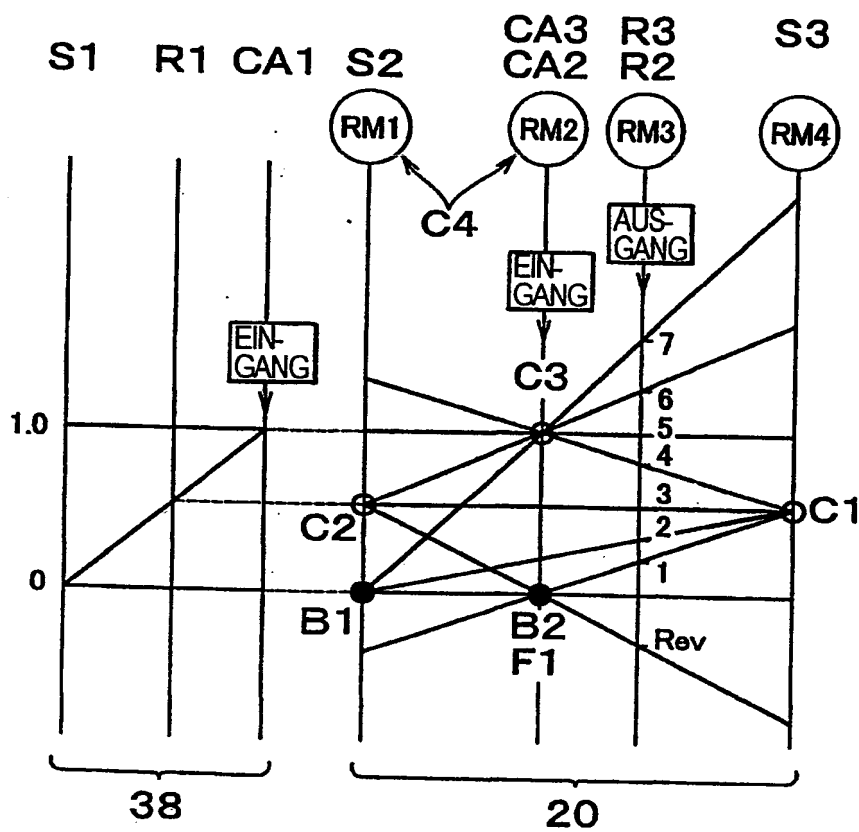 S1 R1 CA1 S2 CA3 R3 S3
CA2 R2
RM1 RM2 RM3 RM4
C4
AUS-
GANG
EIN-
GANG
EIN-
GANG
C3
7
6
5
4
3
2
1
Rev
1.0
0
C2
C1
B1
B2
F1
38
20